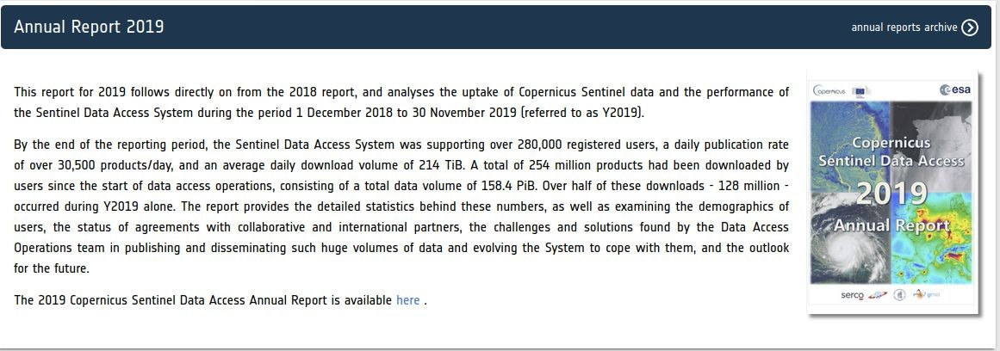 Annual Report 2019
annual reports archive
This report for 2019 follows directly on from the 2018 report, and analyses the uptake of Copernicus Sentinel data and the performance of
the Sentinel Data Access System during the period 1 December 2018 to 30 November 2019 (referred to as Y2019).
By the end of the reporting period, the Sentinel Data Access System was supporting over 280,000 registered users, a daily publication rate
of over 30,500 products/day, and an average daily download volume of 214 TiB. A total of 254 million products had been downloaded by
users since the start of data access operations, consisting of a total data volume of 158.4 PiB. Over half of these downloads - 128 million -
occurred during Y2019 alone. The report provides the detailed statistics behind these numbers, as well as examining the demographics of
users, the status of agreements with collaborative and international partners, the challenges and solutions found by the Data Access
Operations team in publishing and disseminating such huge volumes of data and evolving the System to cope with them, and the outlook
for the future.
The 2019 Copernicus Sentinel Data Access Annual Report is available here .
opernicus
esa
Copernicus
Sentinel Data Access
2019
Annual Report
serco